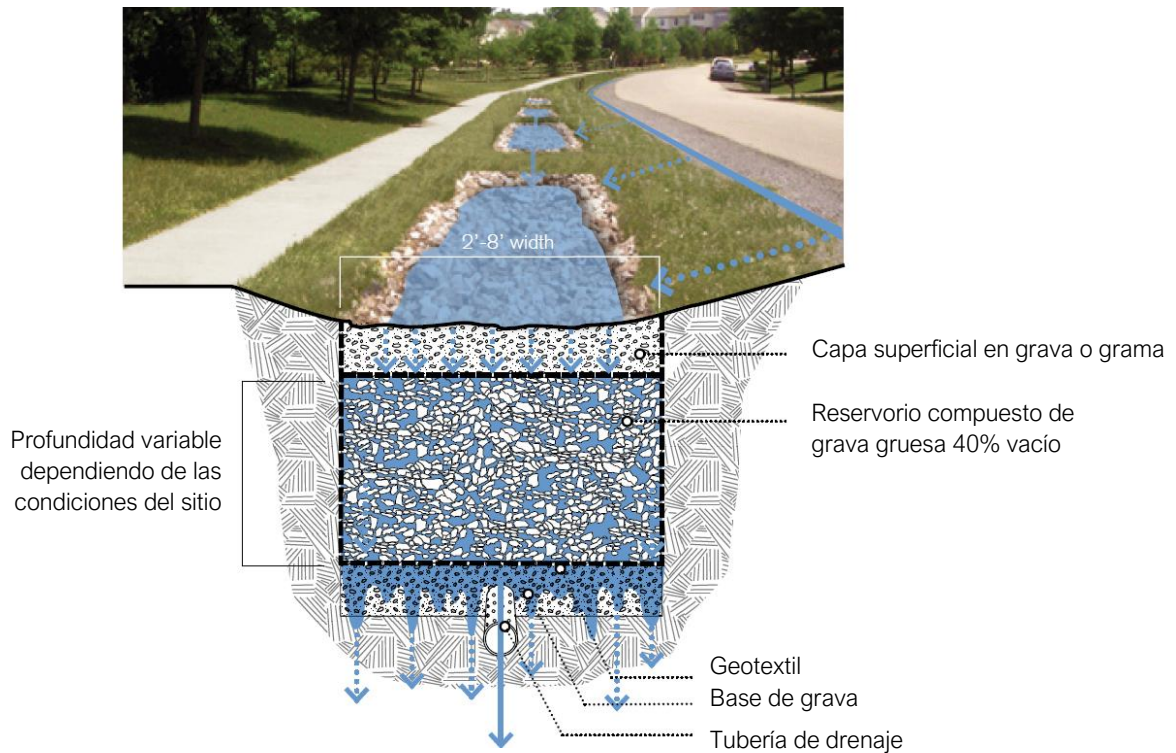 2'-8' width
Capa superficial en grava o grama
Reservorio compuesto de
grava gruesa 40% vacío
Profundidad variable
dependiendo de las
condiciones del sitio
Geotextil
Base de grava
Tubería de drenaje